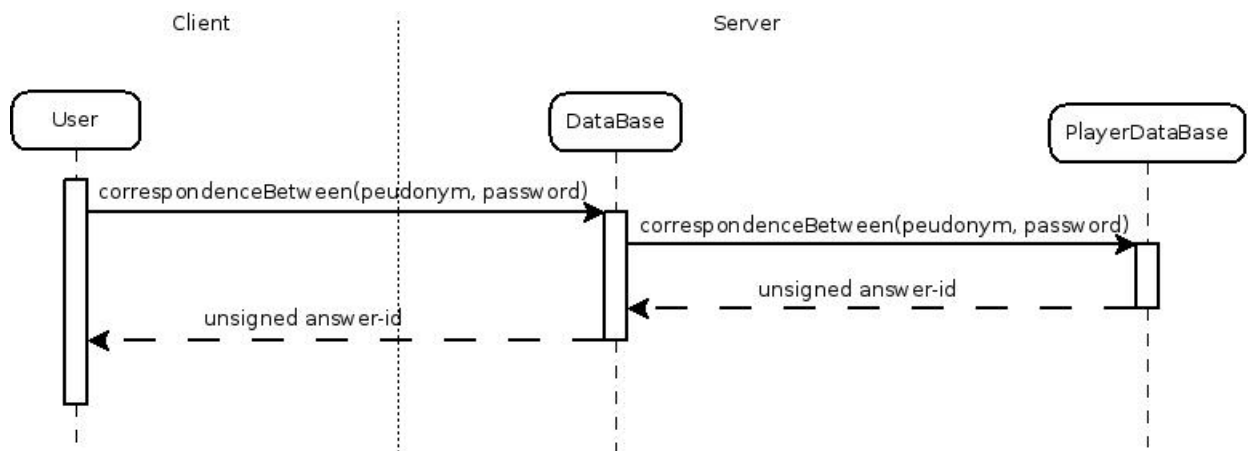 Client
Server
User
DataBase
PlayerDataBase
correspondenceBetween(peudonym, password)
correspondenceBetween(peudonym, password)
unsigned answer-id
unsigned answer-id